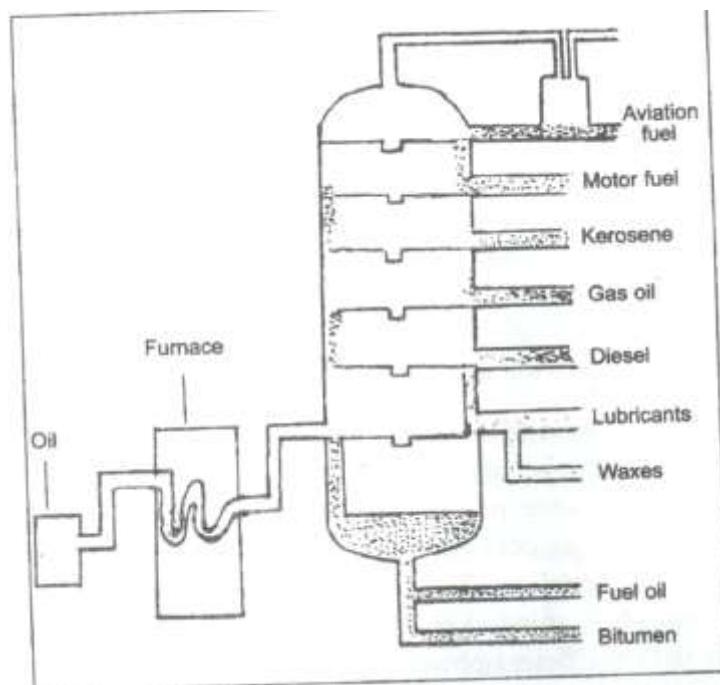 Aviation
fuel
Motor fuel
Kerosene
Gas oil
Furnace
Diesel
Oil
Lubricants
Waxes
Fuel oil
Bitumen